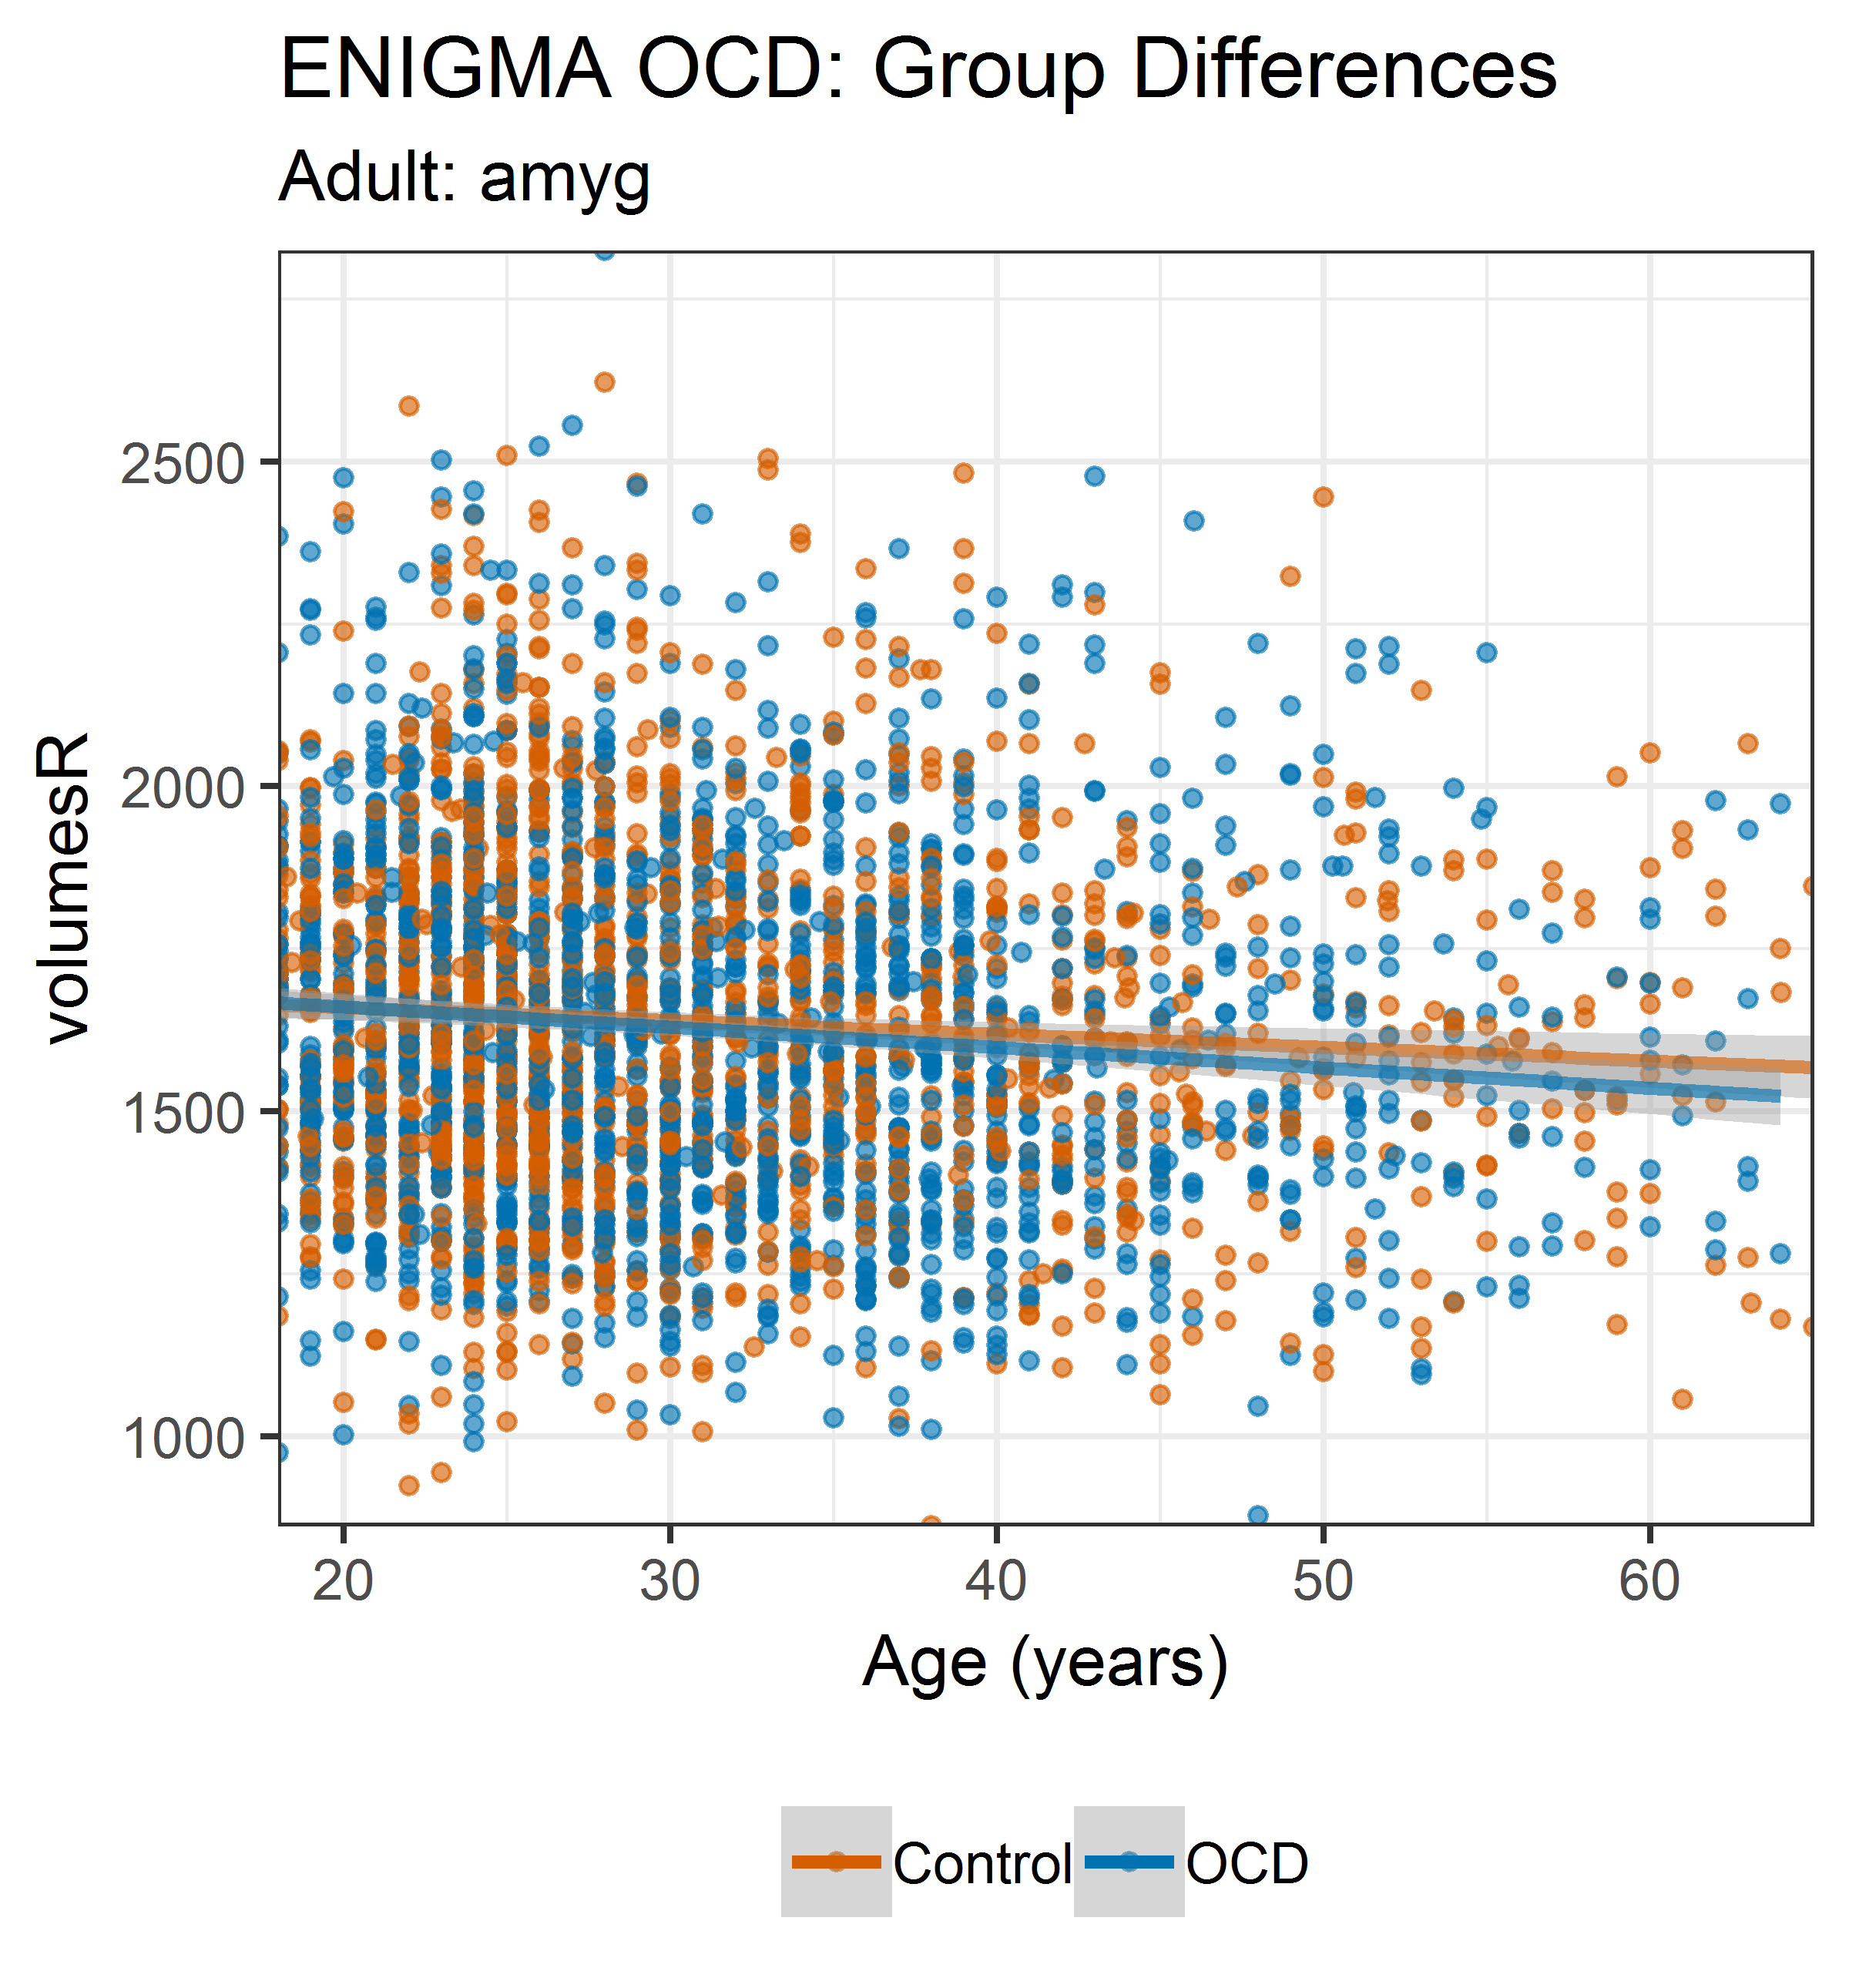 ENIGMA OCD: Group Differences
Adult: amyg
volumesR
2500
2000
1500
1000
20 30 40 50 60
Age (years)
Control OCD